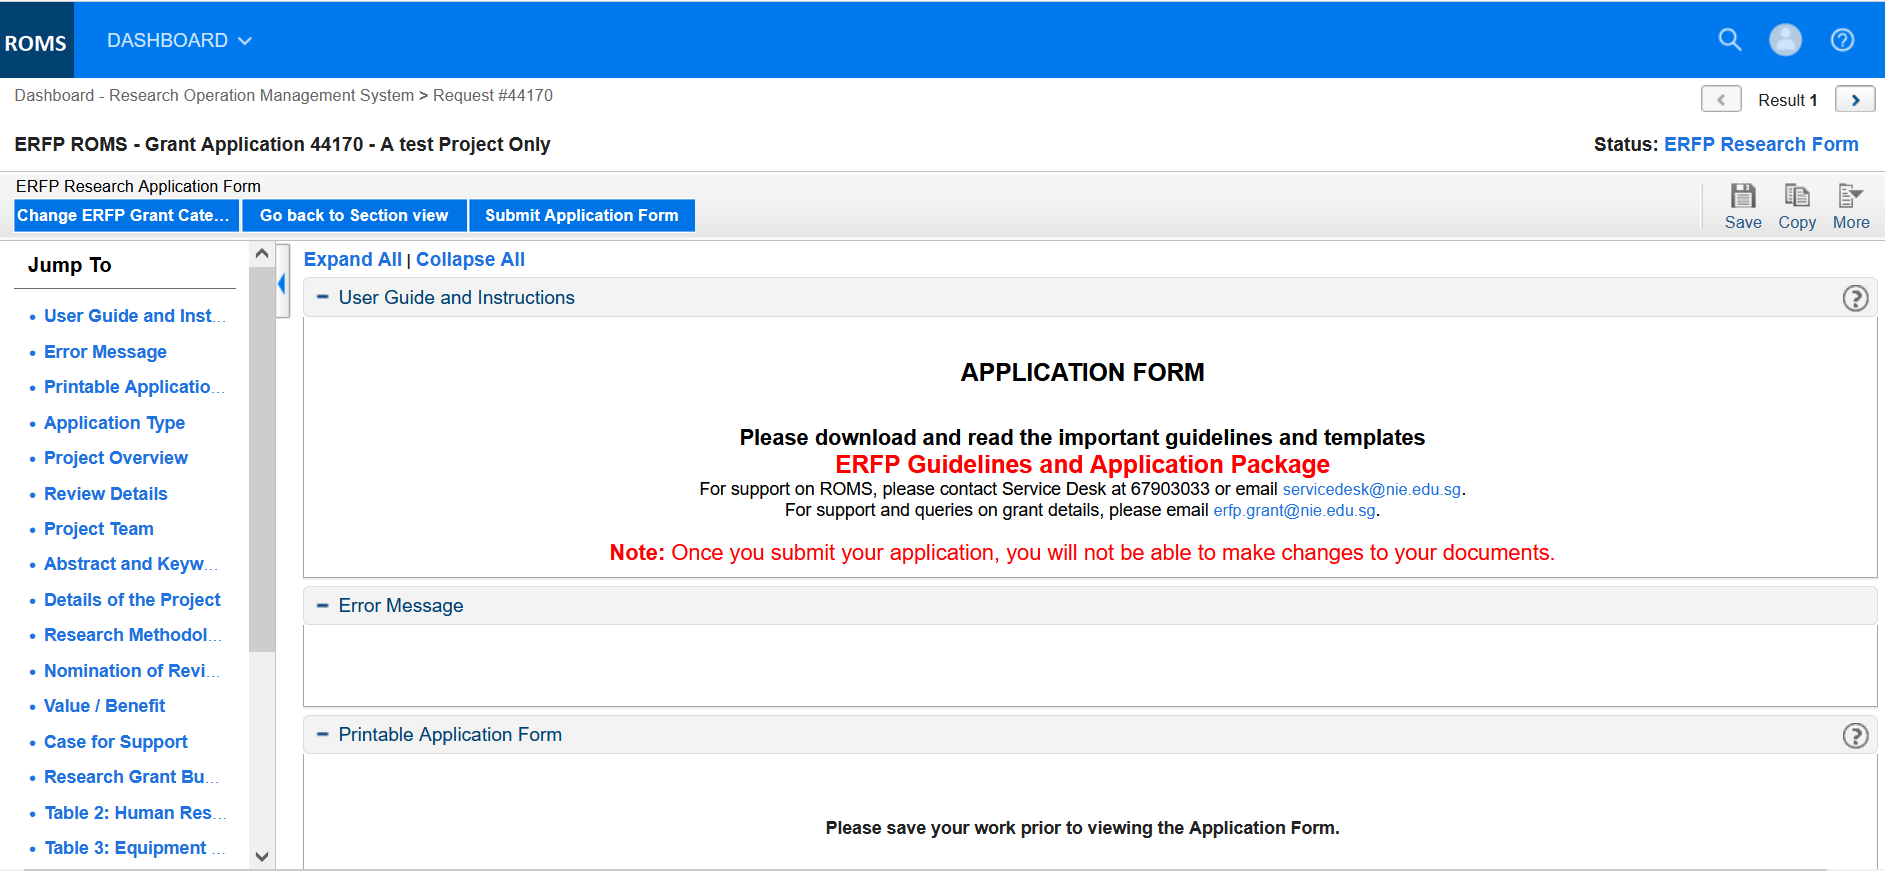 ROMS
DASHBOARD
Dashboard - Research Operation Management System > Request #44170
Result 1
ERFP ROMS - Grant Application 44170 - A test Project Only
Status: ERFP Research Form
ERFP Research Application Form
Change ERFP Grant Cate...
Go back to Section view
Submit Application Form
Save
Copy
More
Jump To
User Guide and Inst...
Error Message
Printable Applicatio...
Application Type
Project Overview
Review Details
Project Team
Abstract and Keyw...
Details of the Project
Research Methodol...
Nomination of Revi...
Value / Benefit
Case for Support
Research Grant Bu...
Table 2: Human Res...
Table 3: Equipment ...
Expand All | Collapse All
User Guide and Instructions
APPLICATION FORM
Please download and read the important guidelines and templates
ERFP Guidelines and Application Package
For support on ROMS, please contact Service Desk at 67903033 or email servicedesk@nie.edu.sg.
For support and queries on grant details, please email erfp.grant@nie.edu.sg.
Note: Once you submit your application, you will not be able to make changes to your documents.
Error Message
Printable Application Form
Please save your work prior to viewing the Application Form.